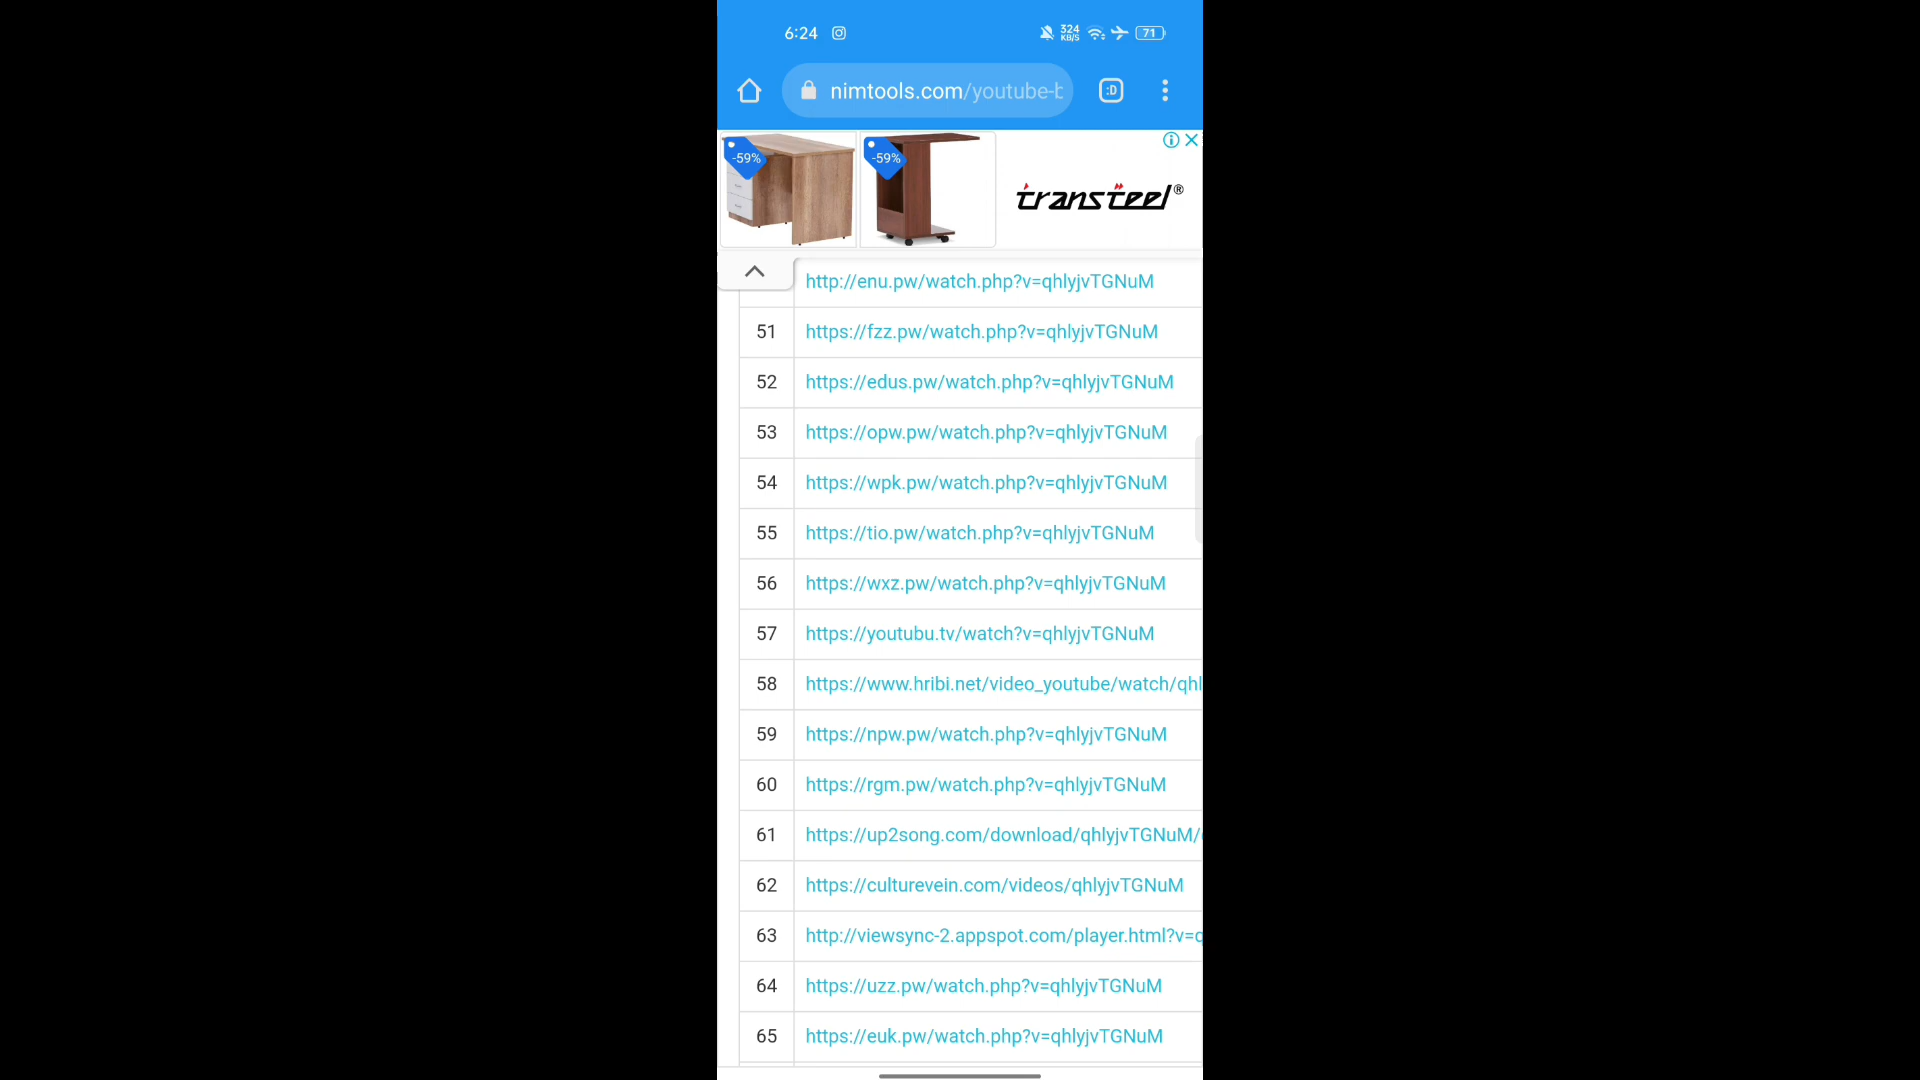 6:24
324
KB/S
71
nimtools.com/youtube-b
:D
-59%
-59%
transteel®
http://enu.pw/watch.php?v=qhlyjvTGNuM
51 https://fzz.pw/watch.php?v=qhlyjvTGNuM
52 https://edus.pw/watch.php?v=qhlyjvTGNuM
53 https://opw.pw/watch.php?v=qhlyjvTGNuM
54 https://wpk.pw/watch.php?v=qhlyjvTGNuM
55 https://tio.pw/watch.php?v=qhlyjvTGNuM
56 https://wxz.pw/watch.php?v=qhlyjvTGNuM
57 https://youtubu.tv/watch?v=qhlyjvTGNuM
58 https://www.hribi.net/video_youtube/watch/qhl
59 https://npw.pw/watch.php?v=qhlyjvTGNuM
60 https://rgm.pw/watch.php?v=qhlyjvTGNuM
61 https://up2song.com/download/qhlyjvTGNuM/
62 https://culturevein.com/videos/qhlyjvTGNuM
63 http://viewsync-2.appspot.com/player.html?v=q
64 https://uzz.pw/watch.php?v=qhlyjvTGNuM
65 https://euk.pw/watch.php?v=qhlyjvTGNuM